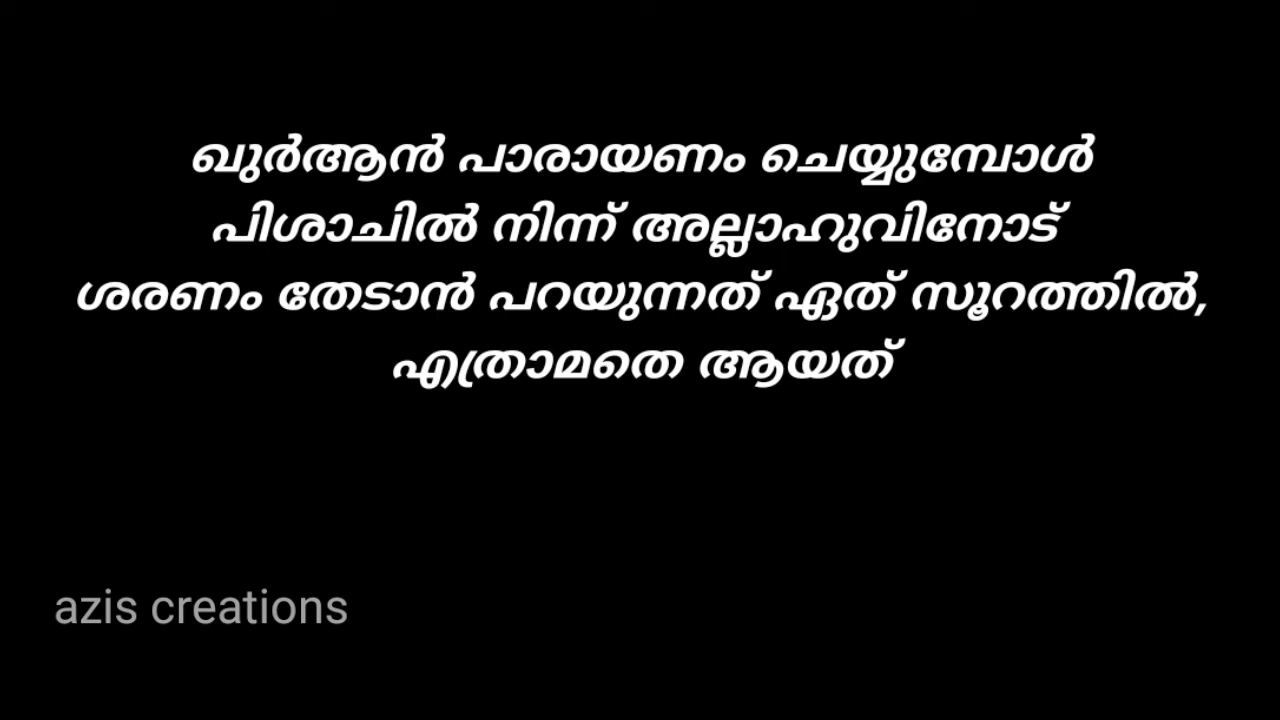 ഖുർആൻ പാരായണം ചെയ്യുമ്പോൾ
പിശാചിൽ നിന്ന് അല്ലാഹുവിനോട്
ശരണം തേടാൻ പറയുന്നത് ഏത് സൂറത്തിൽ,
എത്രാമതെ ആയത്
azis creations